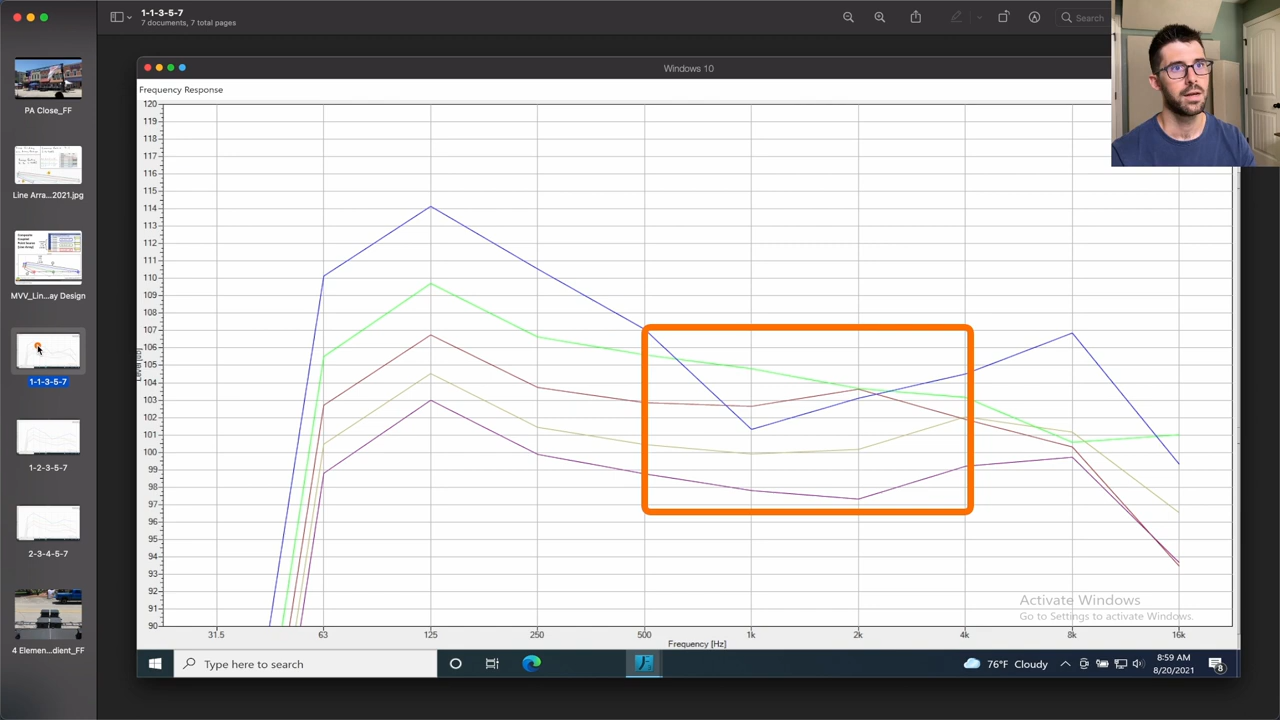 1-1-3-5-7
7 documents, 7 total pages
Search
PA Close_FF
Line Arra...2021.jpg
MVV_Lin...ay Design
1-1-3-5-7
1-2-3-5-7
2-3-4-5-7
4 Elemen...dient_FF
Windows 10
Frequency Response
120
119
118
117
116
115
114
113
112
111
110
109
108
107
106
105
104
103
102
101
100
99
98
97
96
95
94
93
92
91
90
31.5
63
125
250
500
1k
2k
4k
8k
16k
Frequency [Hz]
Activate Windows
Go to Settings to activate Windows.
Type here to search
76°F Cloudy
8:59 AM
8/20/2021
8